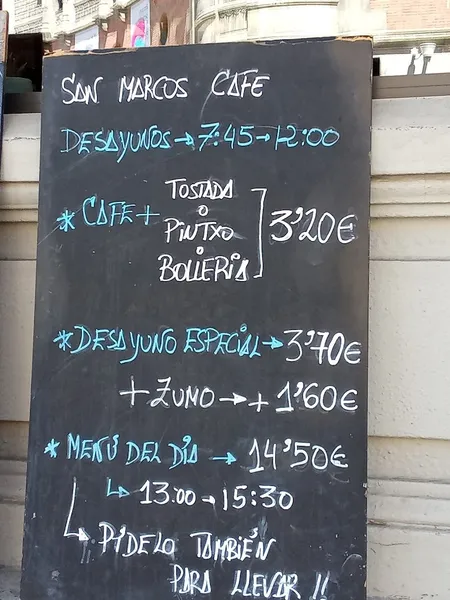 SAN MARCOS CAFE
DESAYUNOS → 7:45 → 12:00
* CAFE + TOSTADA
o
PINTXO
o
BOLLERIA
3'20€
* DESAYUNO ESPECIAL → 3'70€
+ ZUMO → + 1'60€
* MENÚ DEL DÍA → 14'50€
↳ 13:00 → 15:30
↳ PÍDELO TAMBIÉN
PARA LLEVAR !!